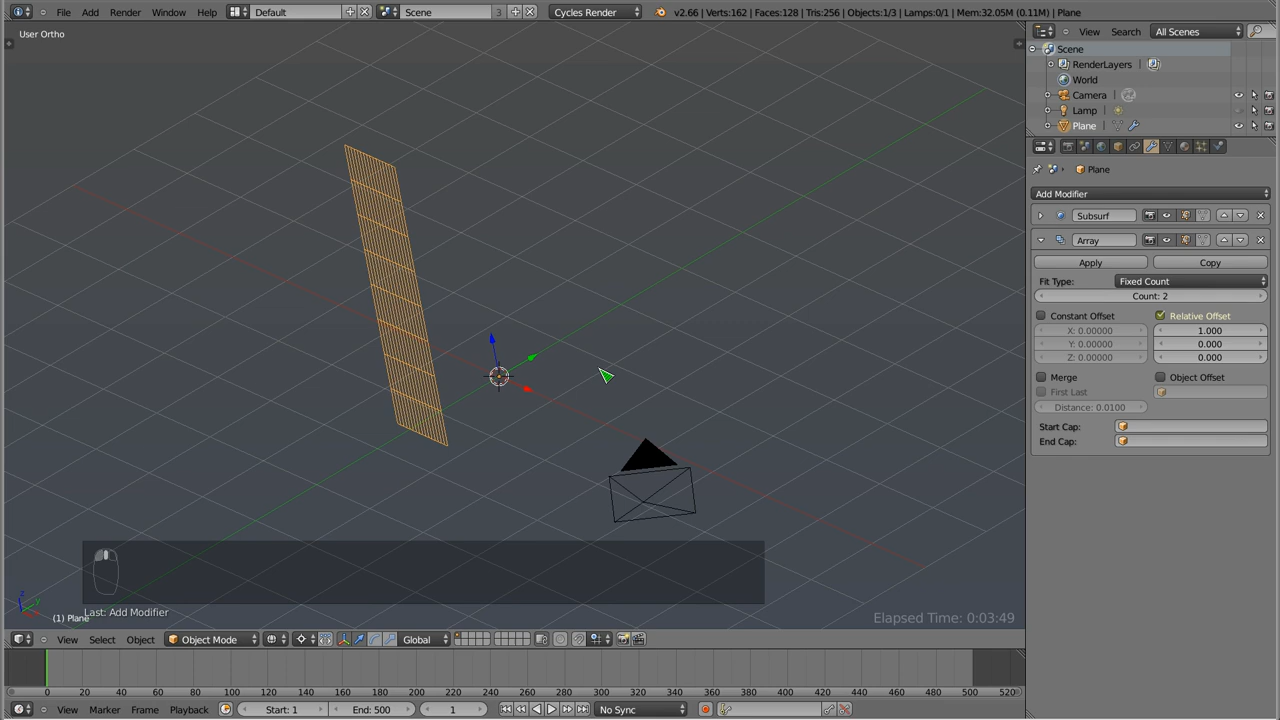 File Add Render Window Help Default Scene 3 Cycles Render v2.66 | Verts:162 | Faces:128 | Tris:256 | Objects:1/3 | Lamps:0/1 | Mem:32.05M (0.11M) | Plane
User Ortho
View Search All Scenes
Scene
RenderLayers
World
Camera
Lamp
Plane
Plane
Add Modifier
Subsurf
Array
Apply Copy
Fit Type: Fixed Count
Count: 2
Constant Offset Relative Offset
X: 0.00000 1.000
Y: 0.00000 0.000
Z: 0.00000 0.000
Merge Object Offset
First Last
Distance: 0.0100
Start Cap:
End Cap:
Last: Add Modifier
(1) Plane
Elapsed Time: 0:03:49
View Select Object Object Mode Global
0 20 40 60 80 100 120 140 160 180 200 220 240 260 280 300 320 340 360 380 400 420 440 460 480 500 520
View Marker Frame Playback Start: 1 End: 500 1 No Sync